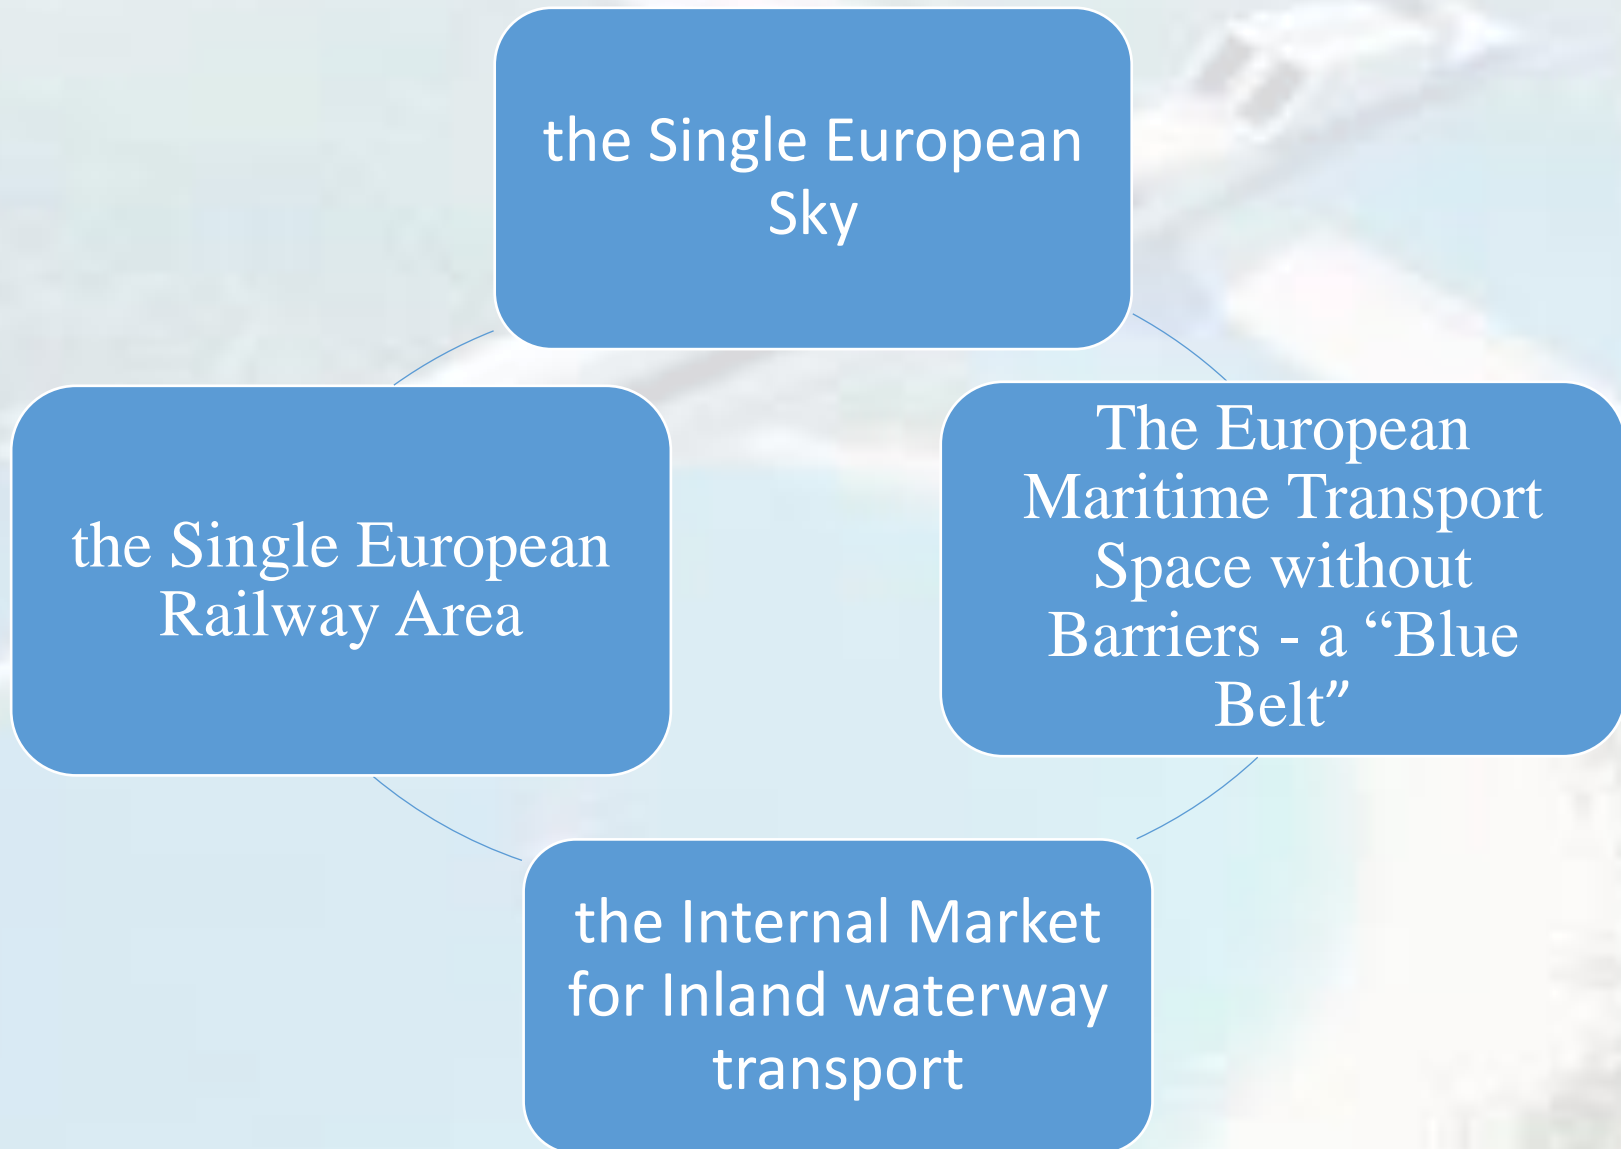 the Single European
Sky
The European
Maritime Transport
Space without
Barriers - a “Blue
Belt”
the Single European
Railway Area
the Internal Market
for Inland waterway
transport